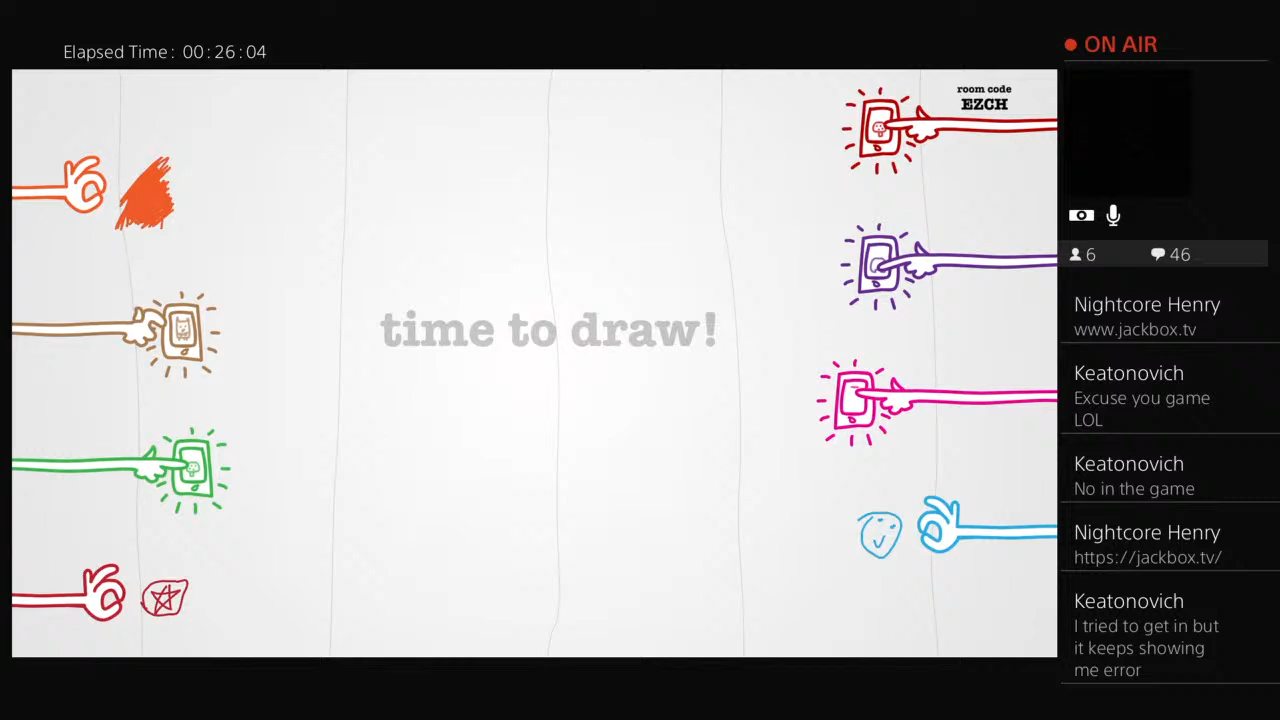 Elapsed Time: 00:26:04
ON AIR
room code
EZCH
6 46
time to draw!
Nightcore Henry
www.jackbox.tv
Keatonovich
Excuse you game
LOL
Keatonovich
No in the game
Nightcore Henry
https://jackbox.tv/
Keatonovich
I tried to get in but
it keeps showing
me error